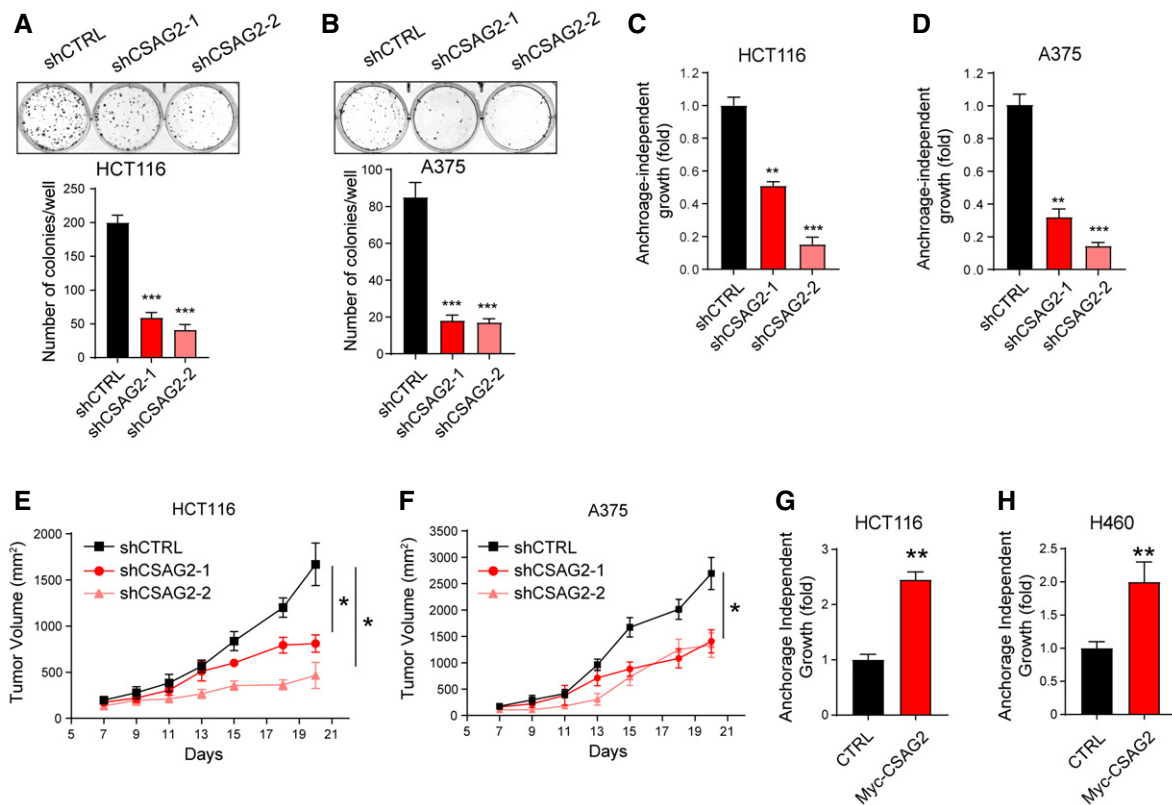 A
shCTRL
shCSAG2-1
shCSAG2-2
HCT116
Number of colonies/well
250
200
150
100
50
0
***
***
shCTRL
shCSAG2-1
shCSAG2-2
B
shCTRL
shCSAG2-1
shCSAG2-2
A375
Number of colonies/well
80
60
40
20
0
***
***
shCTRL
shCSAG2-1
shCSAG2-2
C
HCT116
Anchroage-independent
growth (fold)
1.2
1.0
0.8
0.6
0.4
0.2
0.0
**
***
shCTRL
shCSAG2-1
shCSAG2-2
D
A375
Anchroage-independent
growth (fold)
1.2
1.0
0.8
0.6
0.4
0.2
0.0
**
***
shCTRL
shCSAG2-1
shCSAG2-2
E
HCT116
Tumor Volume (mm²)
2000
1500
1000
500
0
shCTRL
shCSAG2-1
shCSAG2-2
*
*
5 7 9 11 13 15 17 19 21
Days
F
A375
Tumor Volume (mm²)
3500
3000
2500
2000
1500
1000
500
0
shCTRL
shCSAG2-1
shCSAG2-2
*
5 7 9 11 13 15 17 19 21
Days
G
HCT116
Anchorage Independent
Growth (fold)
3
2
1
0
**
CTRL
Myc-CSAG2
H
H460
Anchorage Independent
Growth (fold)
2.5
2.0
1.5
1.0
0.5
0.0
**
CTRL
Myc-CSAG2